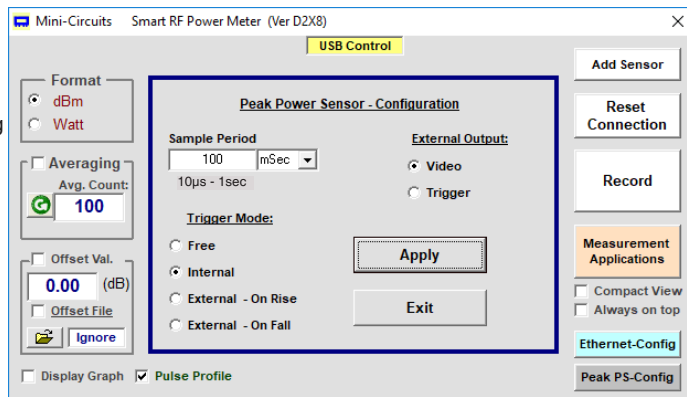 Mini-Circuits Smart RF Power Meter (Ver D2X8)
USB Control
Format
dBm
Watt
g
Averaging
Avg. Count:
100
Offset Val.
0.00 (dB)
Offset File
Ignore
Display Graph Pulse Profile
Peak Power Sensor - Configuration
Sample Period
100 mSec
10µs - 1sec
External Output:
Video
Trigger
Trigger Mode:
Free
Internal
External - On Rise
External - On Fall
Apply
Exit
Add Sensor
Reset
Connection
Record
Measurement
Applications
Compact View
Always on top
Ethernet-Config
Peak PS-Config